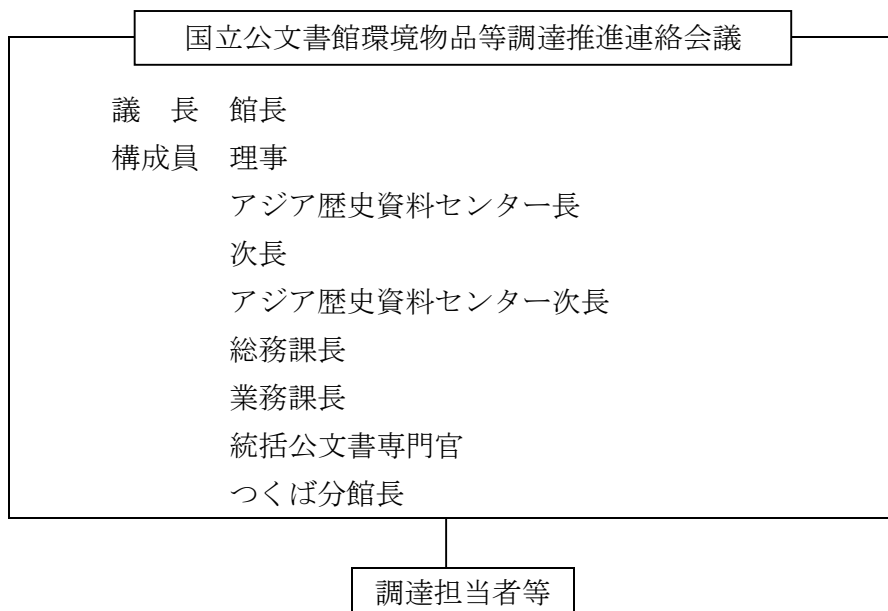 国立公文書館環境物品等調達推進連絡会議
議　長　館長
構成員　理事
アジア歴史資料センター長
次長
アジア歴史資料センター次長
総務課長
業務課長
統括公文書専門官
つくば分館長
調達担当者等